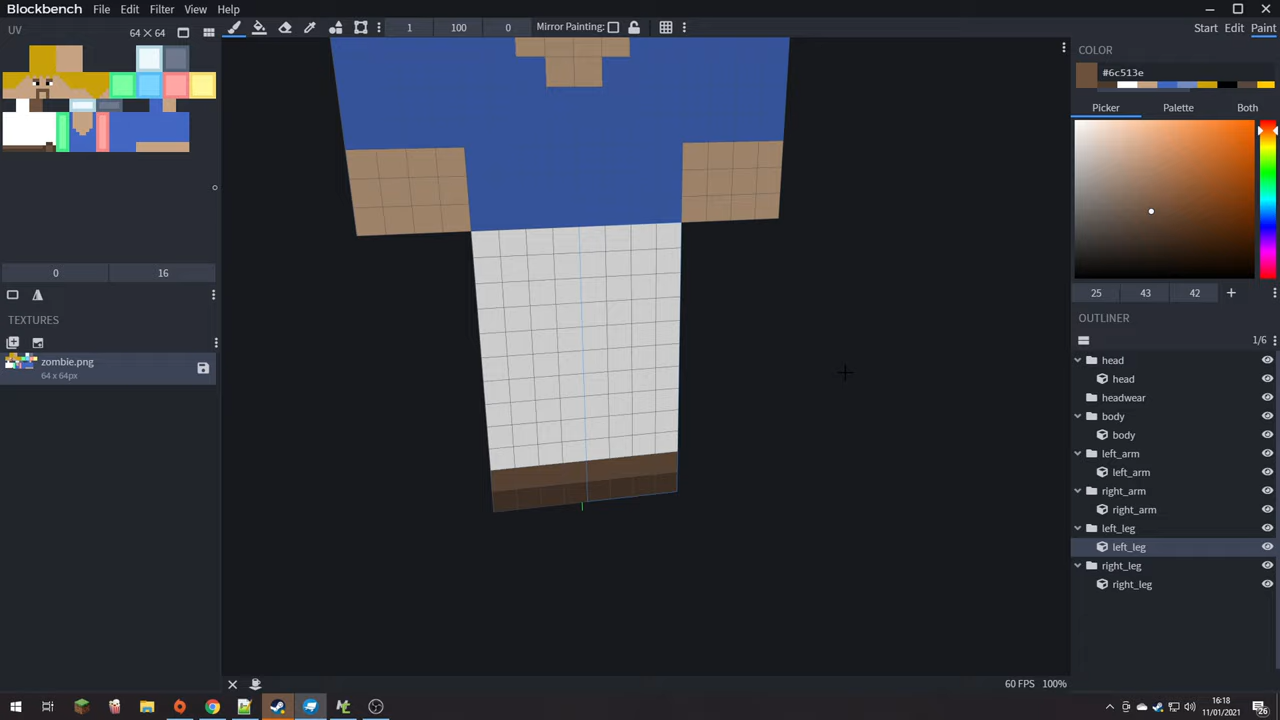 Blockbench File Edit Filter View Help
UV 64 × 64 1 100 0 Mirror Painting: Start Edit Paint
COLOR
#6c513e
Picker Palette Both
0 16
25 43 42
TEXTURES
zombie.png
64 x 64px
OUTLINER
1/6
head
head
headwear
body
body
left_arm
left_arm
right_arm
right_arm
left_leg
left_leg
right_leg
right_leg
60 FPS 100%
16:18
11/01/2021
26